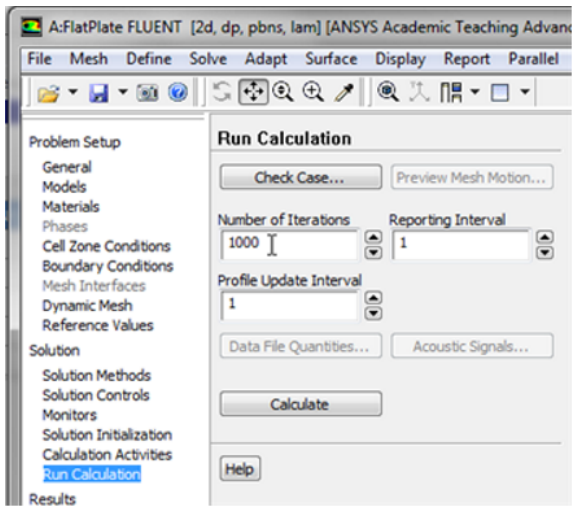 A:FlatPlate FLUENT [2d, dp, pbns, lam] [ANSYS Academic Teaching Advanc
File Mesh Define Solve Adapt Surface Display Report Parallel
Problem Setup
General
Models
Materials
Phases
Cell Zone Conditions
Boundary Conditions
Mesh Interfaces
Dynamic Mesh
Reference Values
Solution
Solution Methods
Solution Controls
Monitors
Solution Initialization
Calculation Activities
Run Calculation
Results
Run Calculation
Check Case... Preview Mesh Motion...
Number of Iterations Reporting Interval
1000 1
Profile Update Interval
1
Data File Quantities... Acoustic Signals...
Calculate
Help